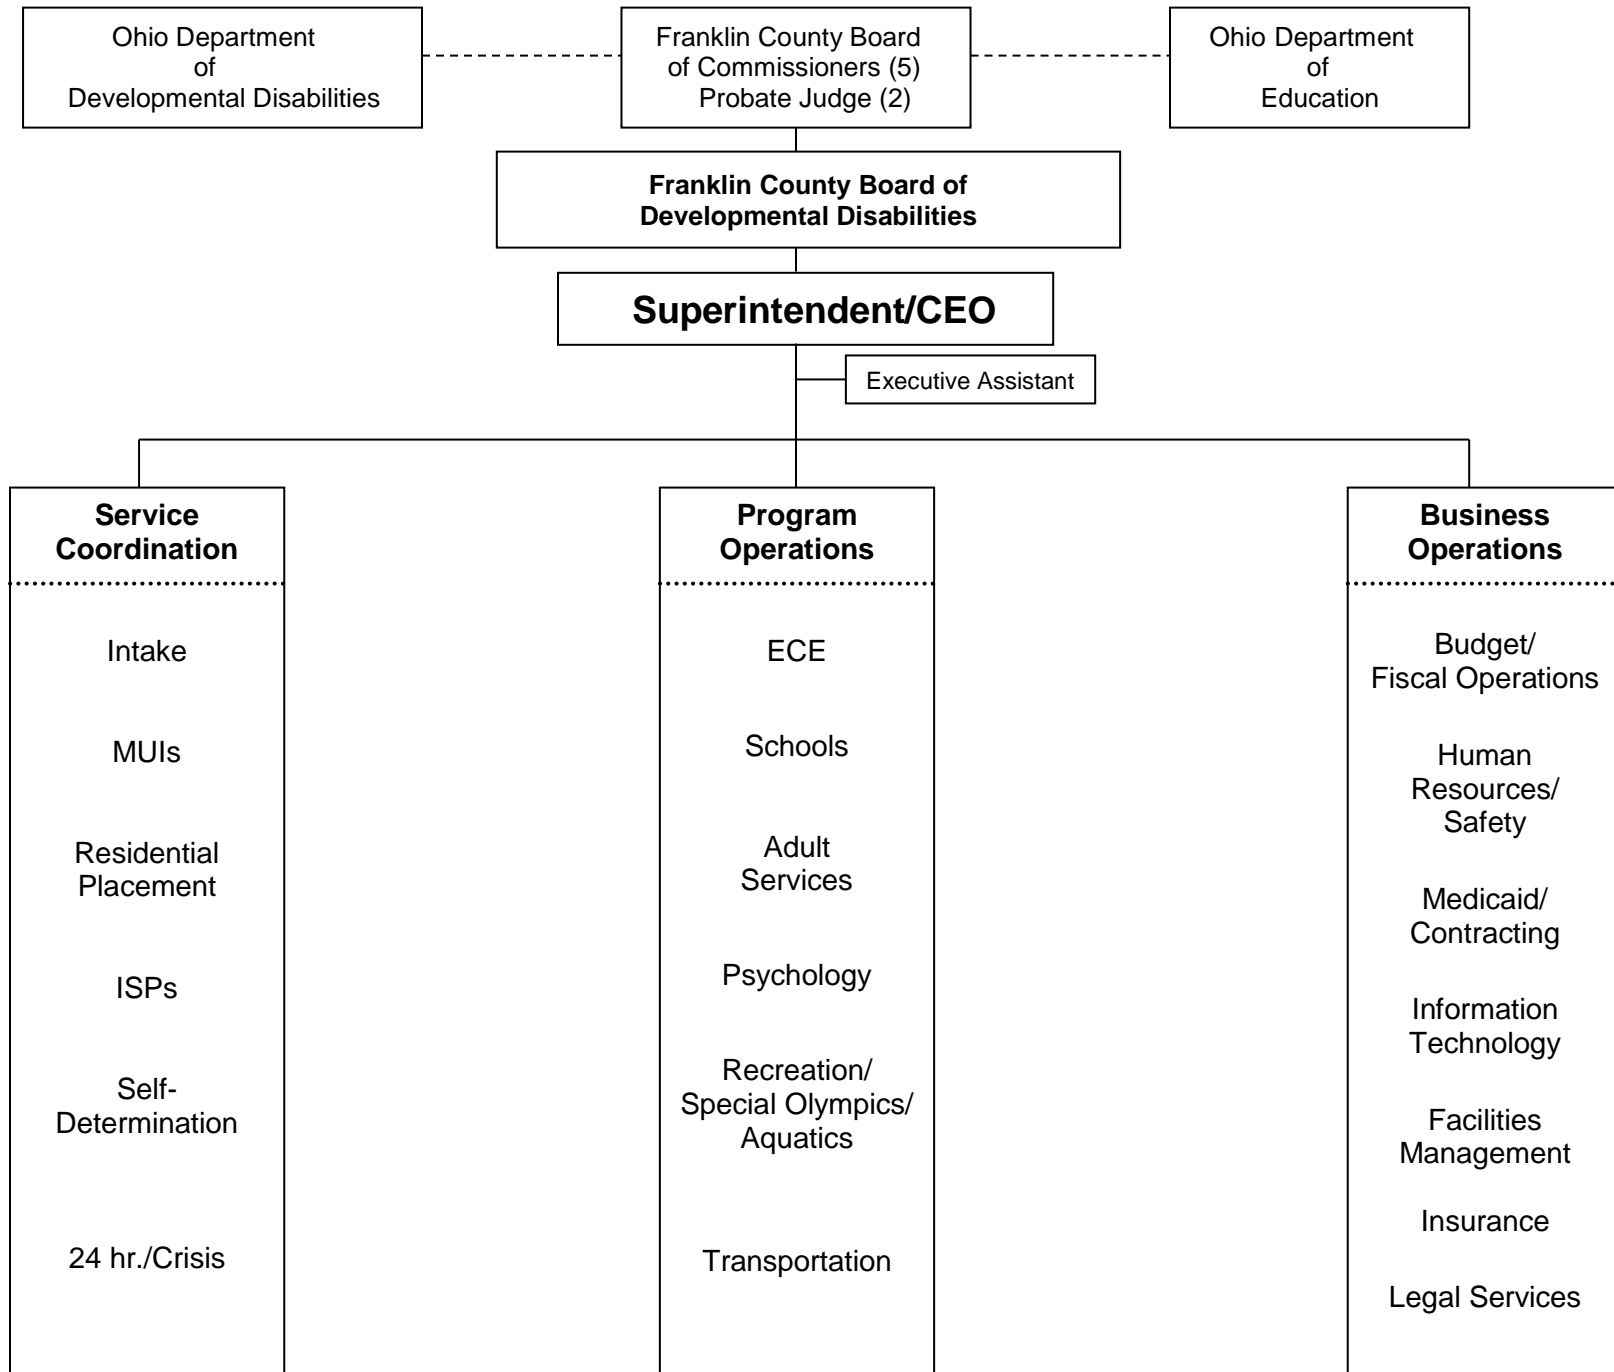 Ohio Department
of
Developmental Disabilities
Franklin County Board
of Commissioners (5)
Probate Judge (2)
Ohio Department
of
Education
Franklin County Board of
Developmental Disabilities
Superintendent/CEO
Executive Assistant
Service
Coordination
Intake
MUIs
Residential
Placement
ISPs
Self-
Determination
24 hr./Crisis
Program
Operations
ECE
Schools
Adult
Services
Psychology
Recreation/
Special Olympics/
Aquatics
Transportation
Business
Operations
Budget/
Fiscal Operations
Human
Resources/
Safety
Medicaid/
Contracting
Information
Technology
Facilities
Management
Insurance
Legal Services